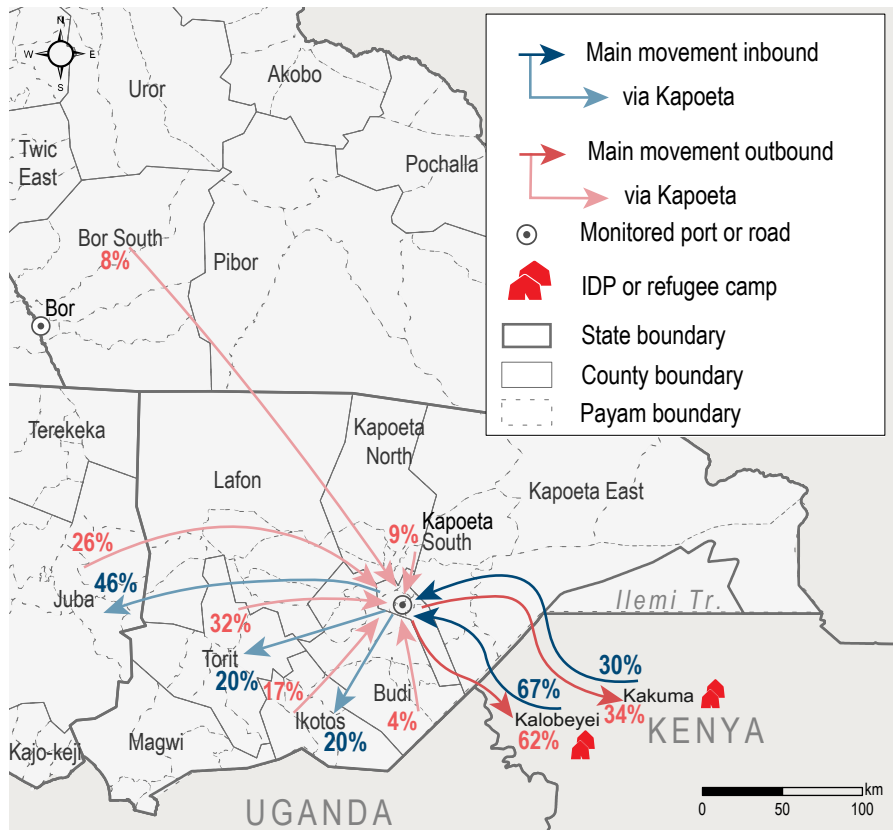 N
W
E
S
Uror
Akobo
Twic
East
Pochalla
Bor South
8%
Pibor
Bor
Main movement inbound
via Kapoeta
Main movement outbound
via Kapoeta
Monitored port or road
IDP or refugee camp
State boundary
County boundary
Payam boundary
Terekeka
Lafon
Kapoeta
North
Kapoeta East
26%
9%
Kapoeta
South
46%
Juba
32%
Ilemi Tr.
Torit
20%
17%
Ikotos
20%
Budi
4%
67%
30%
Kalobeyei
62%
Kakuma
34%
KENYA
Kajo-keji
Magwi
UGANDA
km
0
50
100